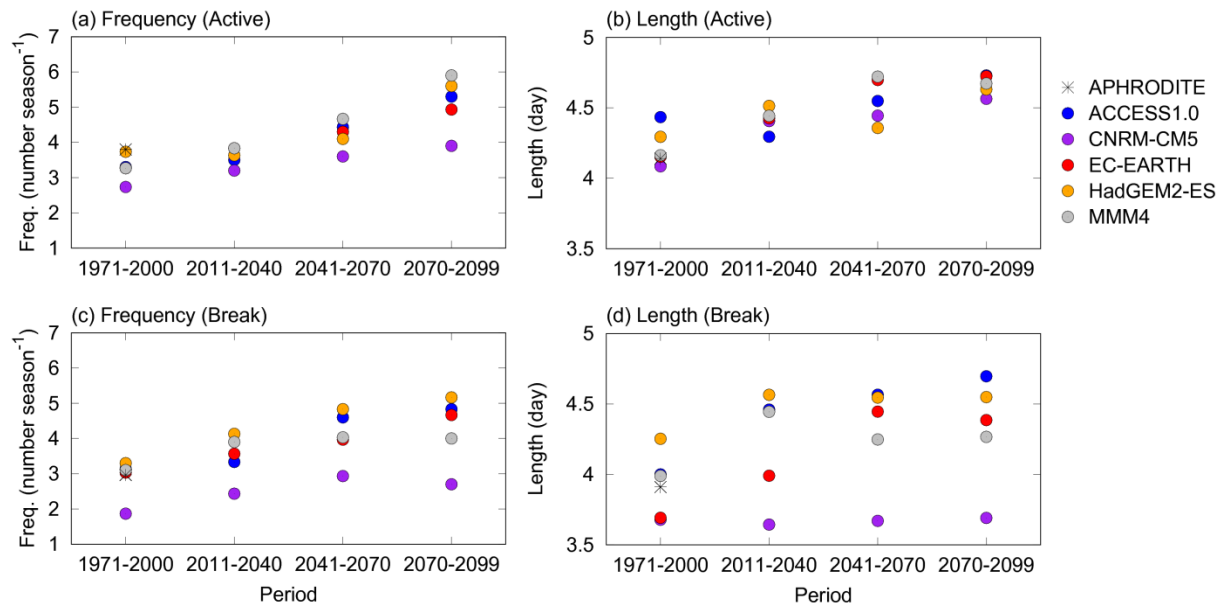 (a) Frequency (Active)
Freq. (number season⁻¹)
7
6
5
4
3
2
1
1971-2000 2011-2040 2041-2070 2070-2099
(b) Length (Active)
Length (day)
5
4.5
4
3.5
1971-2000 2011-2040 2041-2070 2070-2099
APHRODITE
ACCESS1.0
CNRM-CM5
EC-EARTH
HadGEM2-ES
MMM4
(c) Frequency (Break)
Freq. (number season⁻¹)
7
6
5
4
3
2
1
1971-2000 2011-2040 2041-2070 2070-2099
Period
(d) Length (Break)
Length (day)
5
4.5
4
3.5
1971-2000 2011-2040 2041-2070 2070-2099
Period